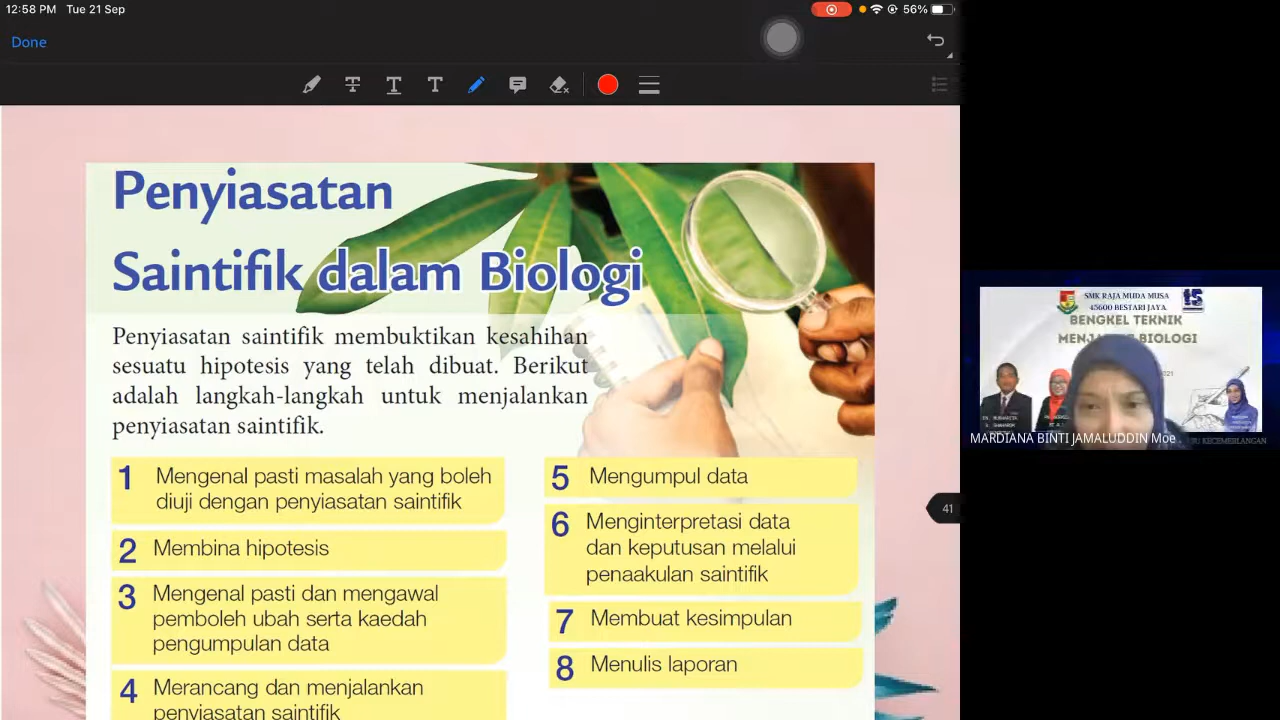 12:58 PM Tue 21 Sep
56%
Done
Penyiasatan
Saintifik dalam Biologi
Penyiasatan saintifik membuktikan kesahihan
sesuatu hipotesis yang telah dibuat. Berikut
adalah langkah-langkah untuk menjalankan
penyiasatan saintifik.
1 Mengenal pasti masalah yang boleh
diuji dengan penyiasatan saintifik
2 Membina hipotesis
3 Mengenal pasti dan mengawal
pemboleh ubah serta kaedah
pengumpulan data
4 Merancang dan menjalankan
penyiasatan saintifik
5 Mengumpul data
6 Menginterpretasi data
dan keputusan melalui
penaakulan saintifik
7 Membuat kesimpulan
8 Menulis laporan
41
SMK RAJA MUDA MUSA
45600 BESTARI JAYA
BENGKEL TEKNIK
BIOLOGI
MARDIANA BINTI JAMALUDDIN Moe